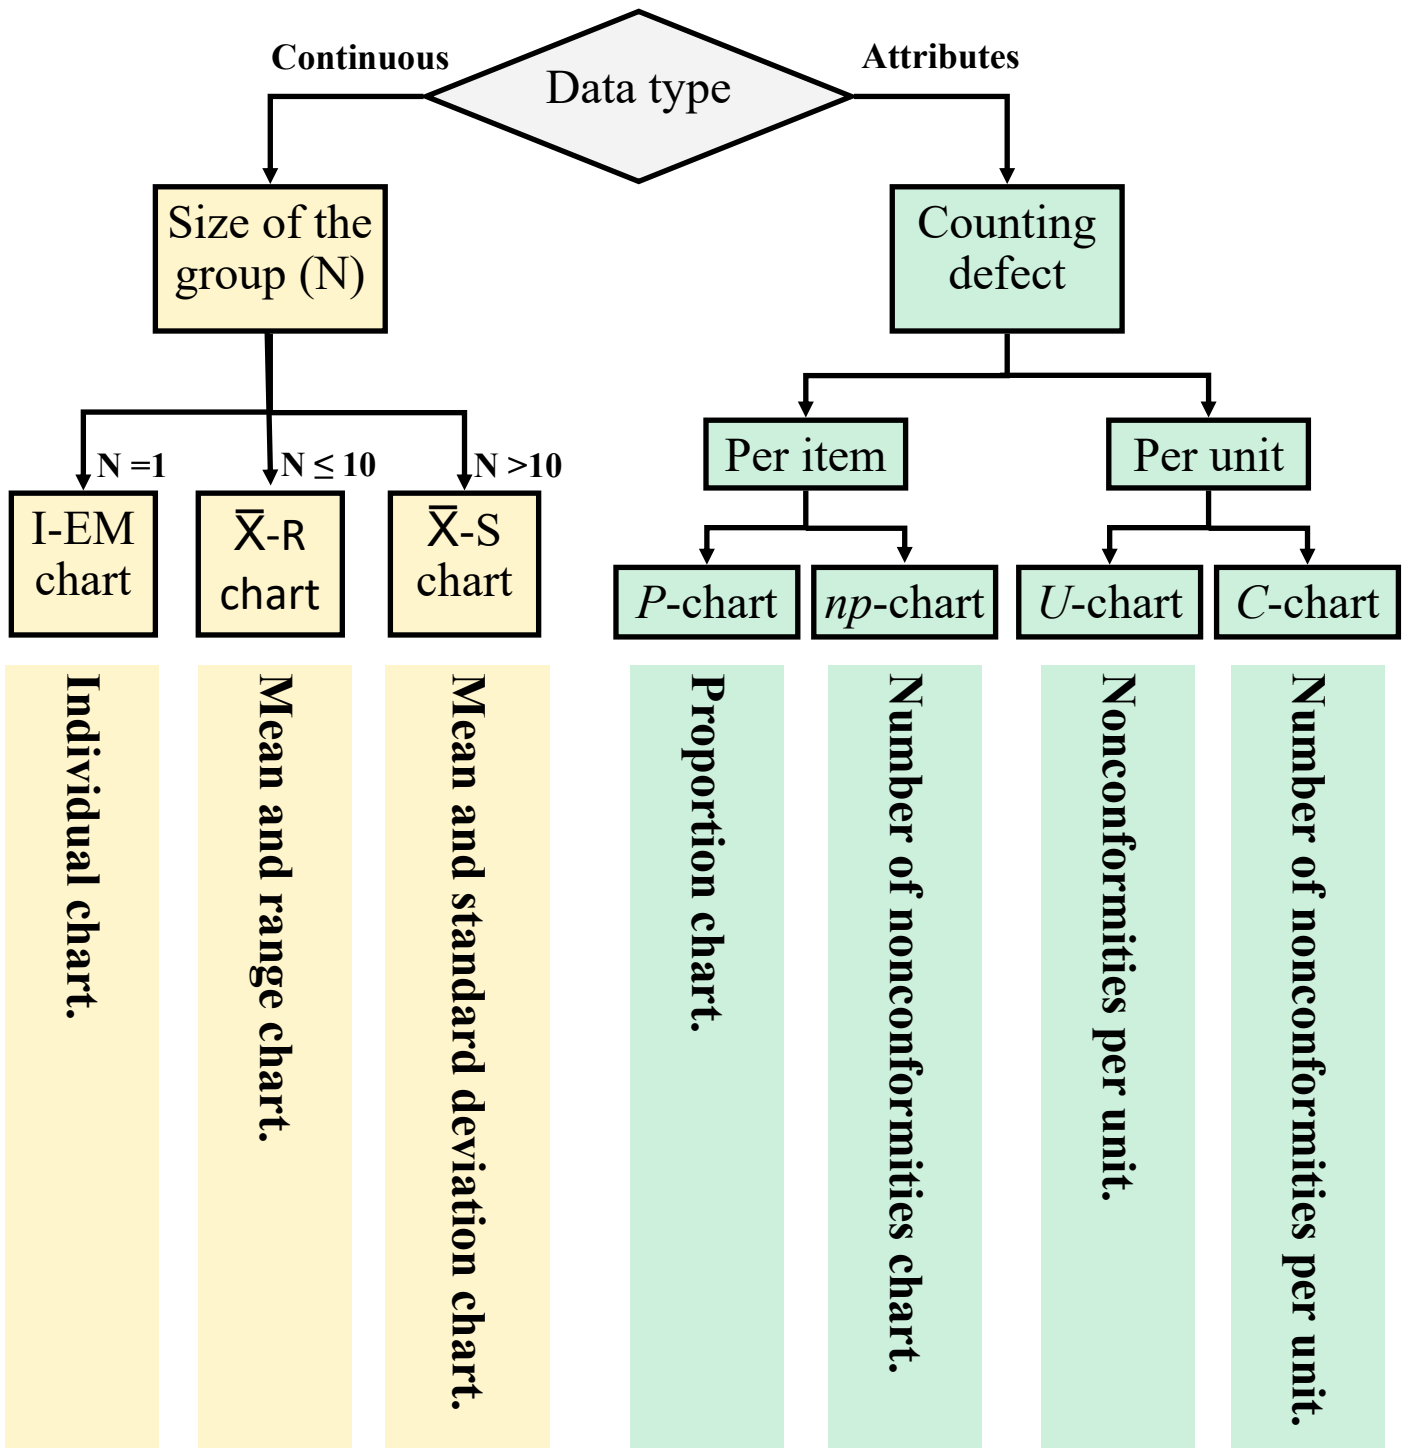 Continuous
Data type
Attributes
Size of the
group (N)
Counting
defect
Per item
Per unit
N =1
N ≤ 10
N >10
I-EM
chart
X̅-R
chart
X̅-S
chart
P-chart
np-chart
U-chart
C-chart
Individual chart.
Mean and range chart.
Mean and standard deviation chart.
Proportion chart.
Number of nonconformities chart.
Nonconformities per unit.
Number of nonconformities per unit.